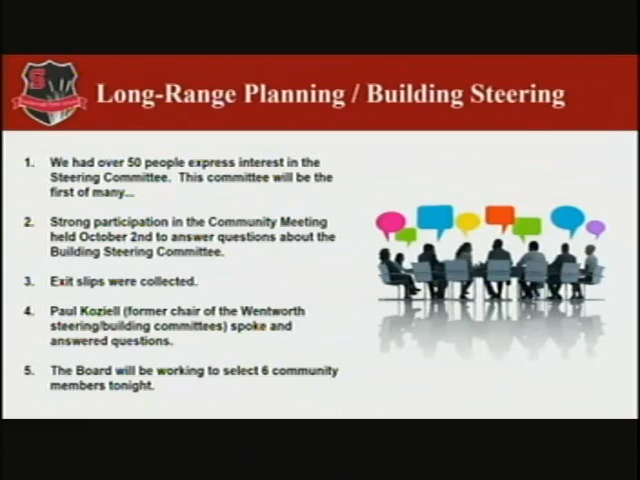 S
Long-Range Planning / Building Steering
1. We had over 50 people express interest in the
Steering Committee. This committee will be the
first of many...
2. Strong participation in the Community Meeting
held October 2nd to answer questions about the
Building Steering Committee.
3. Exit slips were collected.
4. Paul Koziell (former chair of the Wentworth
steering/building committees) spoke and
answered questions.
5. The Board will be working to select 6 community
members tonight.